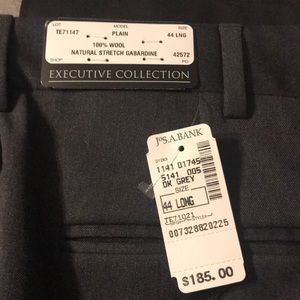 LOT MODEL SIZE
TE71147 PLAIN 44 LNG
100% WOOL
NATURAL STRETCH GABARDINE 42572
SHOP PO
EXECUTIVE COLLECTION
JoS.A.BANK
1141 01745
S141 005
DK GREY
SIZE
44 LONG
TE71021
007328820225
$185.00